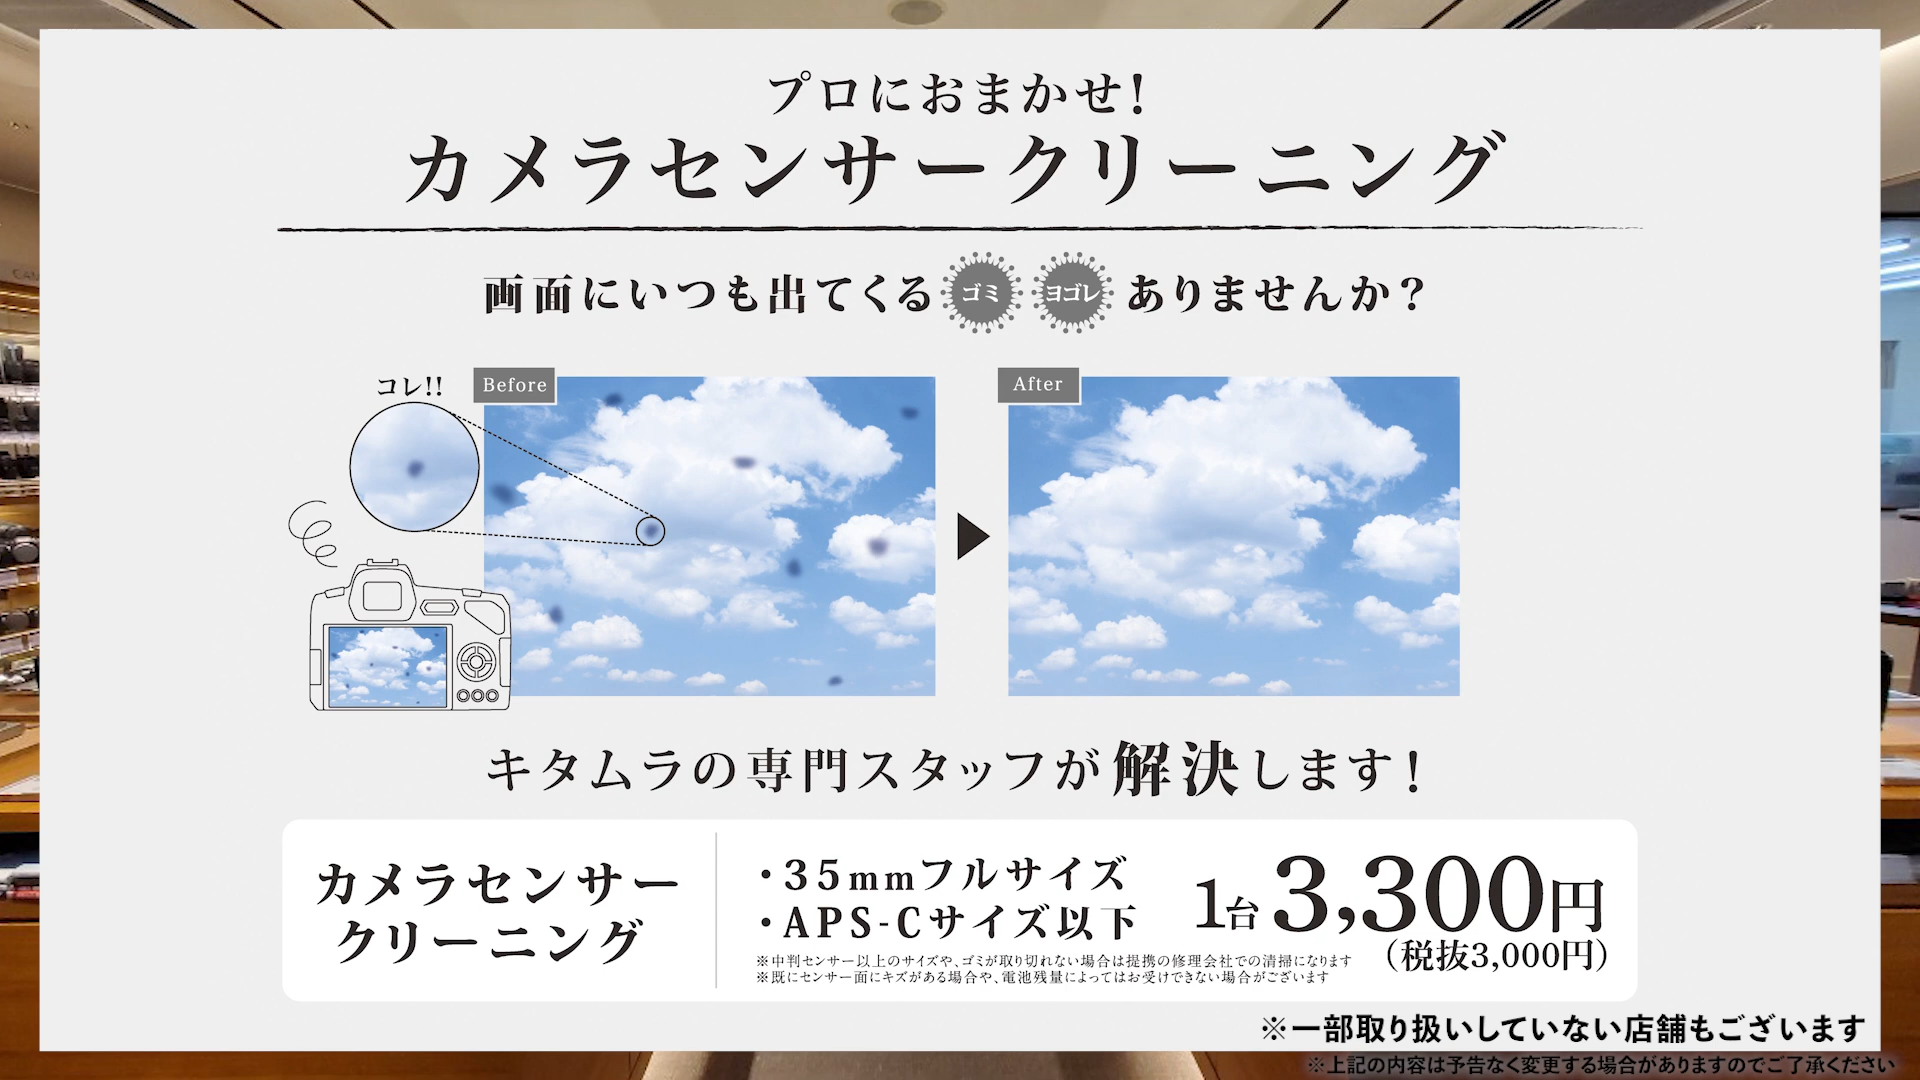 プロにおまかせ!
カメラセンサークリーニング
画面にいつも出てくる ゴミ ヨゴレ ありませんか?
コレ!!
Before
After
キタムラの専門スタッフが解決します!
カメラセンサー
クリーニング
・35mmフルサイズ
・APS-Cサイズ以下
1台3,300円
(税抜3,000円)
※中判センサー以上のサイズや、ゴミが取り切れない場合は提携の修理会社での清掃になります
※既にセンサー面にキズがある場合や、電池残量によってはお受けできない場合がございます
※一部取り扱いしていない店舗もございます
※上記の内容は予告なく変更する場合がありますのでご了承ください